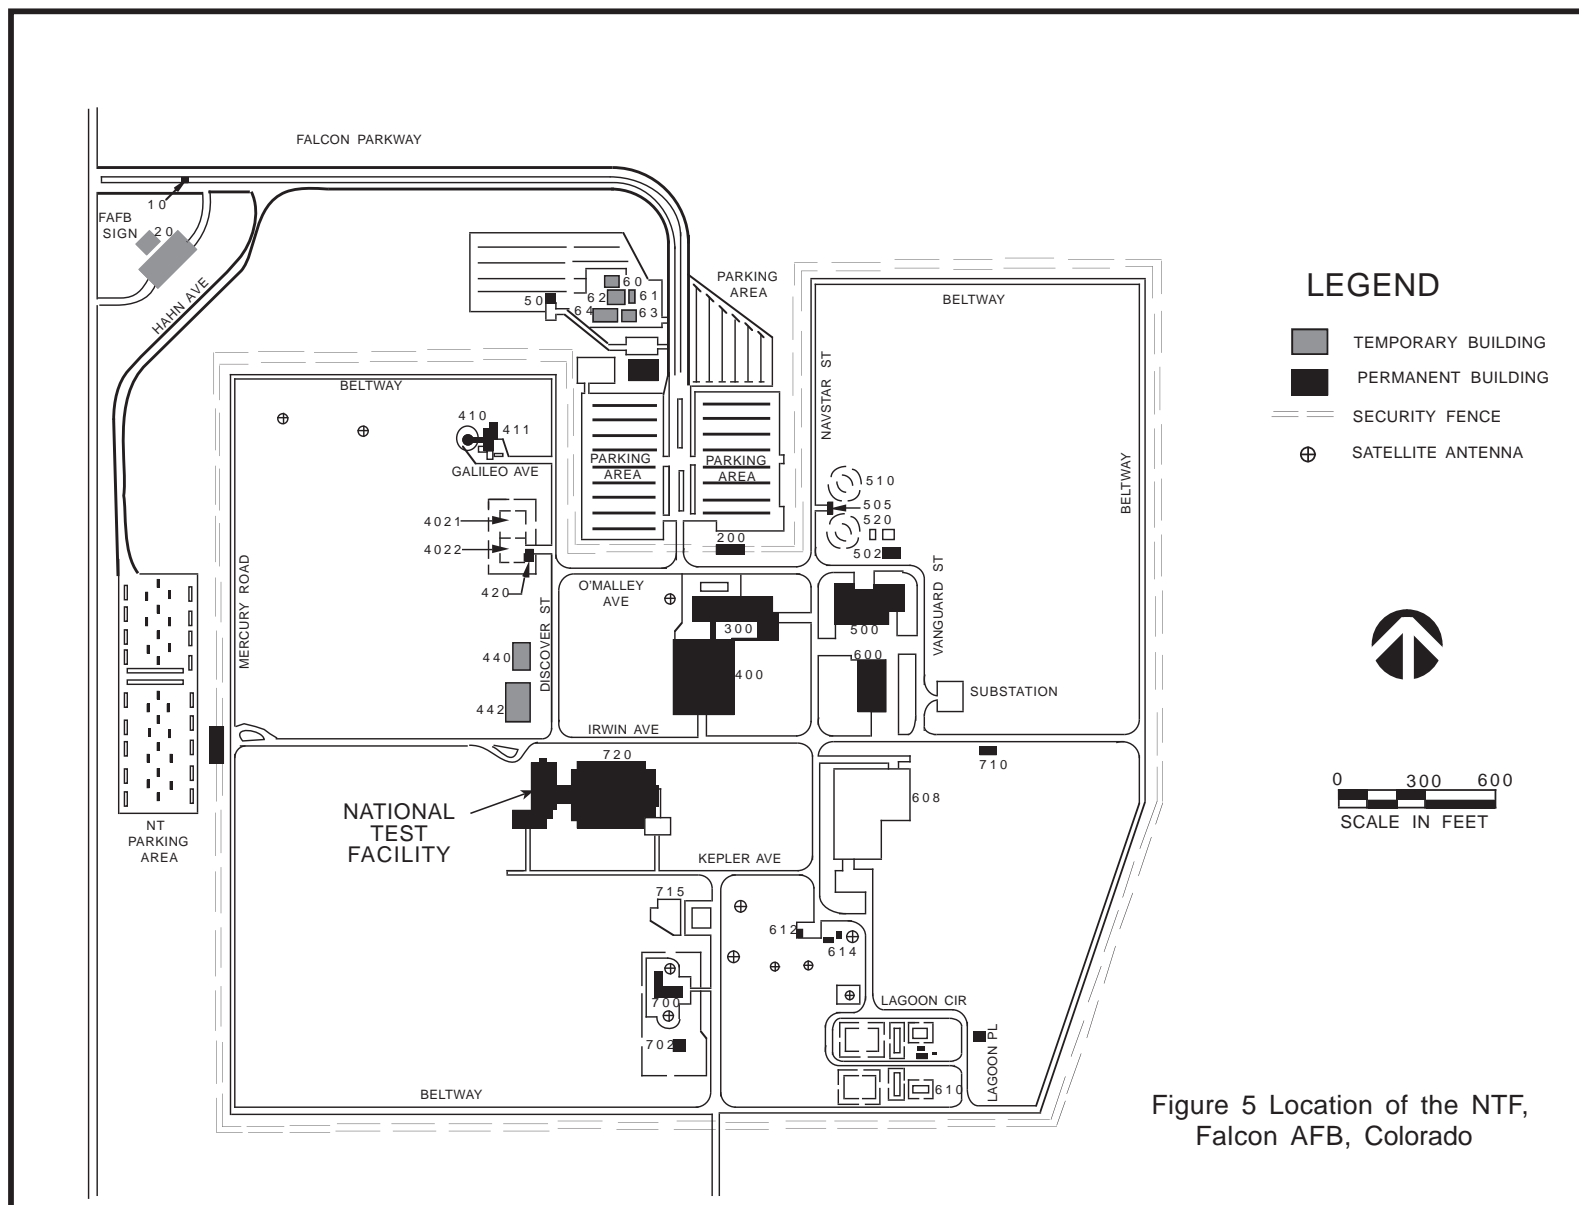 FALCON PARKWAY
10
FAFB
SIGN
20
HAHN AVE
PARKING
AREA
60
50
62
61
64
63
BELTWAY
LEGEND
TEMPORARY BUILDING
PERMANENT BUILDING
SECURITY FENCE
SATELLITE ANTENNA
NAVSTAR ST
BELTWAY
410
411
GALILEO AVE
PARKING
AREA
PARKING
AREA
510
505
520
502
BELTWAY
4021
4022
420
200
MERCURY ROAD
O'MALLEY
AVE
DISCOVER ST
VANGUARD ST
300
500
440
400
600
442
SUBSTATION
IRWIN AVE
720
710
608
0
300
600
SCALE IN FEET
NATIONAL
TEST
FACILITY
NT
PARKING
AREA
KEPLER AVE
715
612
614
700
702
LAGOON CIR
LAGOON PL
610
BELTWAY
Figure 5 Location of the NTF,
Falcon AFB, Colorado